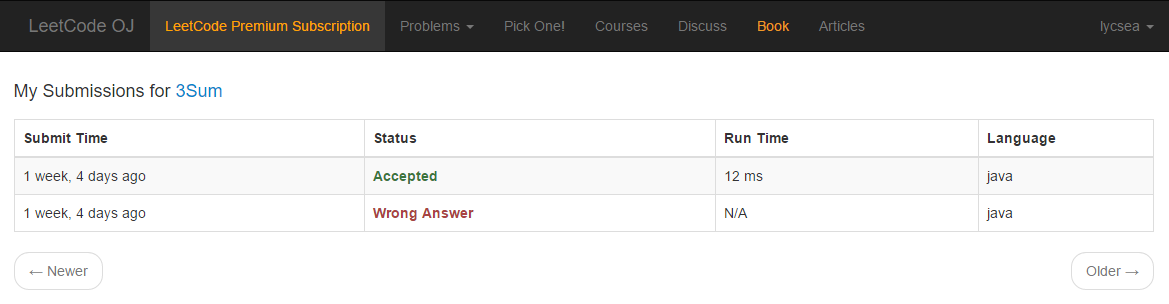 LeetCode OJ LeetCode Premium Subscription Problems Pick One! Courses Discuss Book Articles lycsea
My Submissions for 3Sum
Submit Time Status Run Time Language
1 week, 4 days ago Accepted 12 ms java
1 week, 4 days ago Wrong Answer N/A java
← Newer Older →